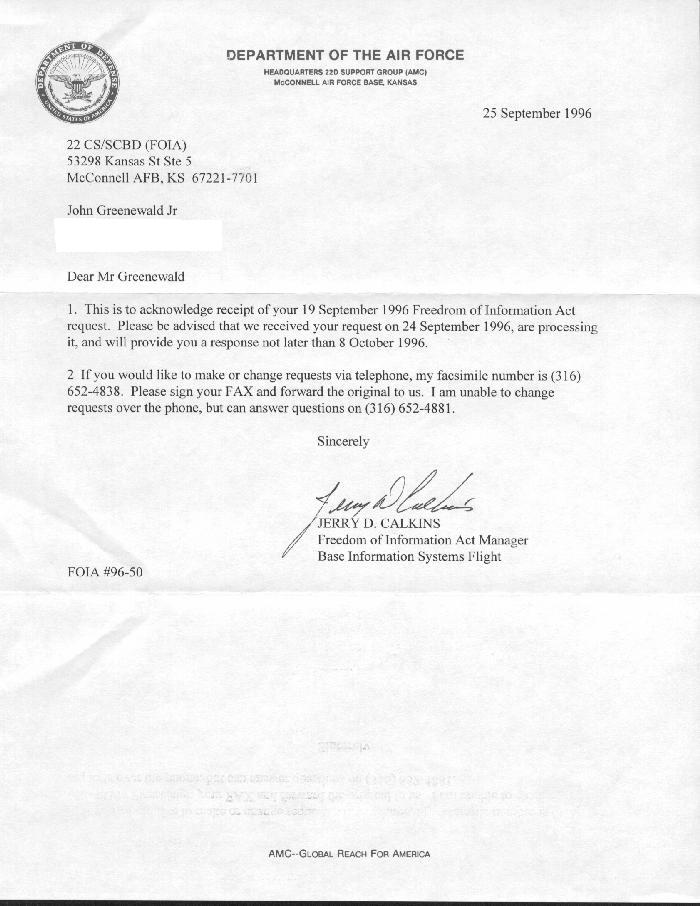 DEPARTMENT OF DEFENSE
UNITED STATES OF AMERICA
DEPARTMENT OF THE AIR FORCE
HEADQUARTERS 22D SUPPORT GROUP (AMC)
McCONNELL AIR FORCE BASE, KANSAS
25 September 1996
22 CS/SCBD (FOIA)
53298 Kansas St Ste 5
McConnell AFB, KS 67221-7701
John Greenewald Jr
Dear Mr Greenewald
1. This is to acknowledge receipt of your 19 September 1996 Freedrom of Information Act
request. Please be advised that we received your request on 24 September 1996, are processing
it, and will provide you a response not later than 8 October 1996.
2 If you would like to make or change requests via telephone, my facsimile number is (316)
652-4838. Please sign your FAX and forward the original to us. I am unable to change
requests over the phone, but can answer questions on (316) 652-4881.
Sincerely
Jerry D Calkins
JERRY D. CALKINS
Freedom of Information Act Manager
Base Information Systems Flight
FOIA #96-50
AMC--GLOBAL REACH FOR AMERICA